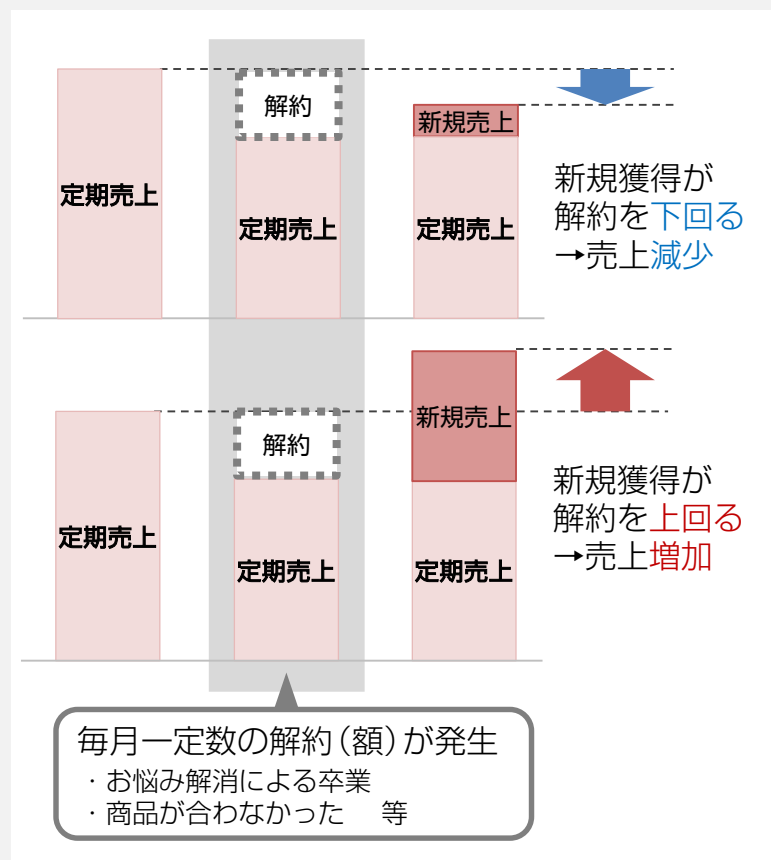 解約
新規売上
定期売上
定期売上
定期売上
新規獲得が
解約を下回る
→売上減少
新規売上
解約
定期売上
定期売上
定期売上
新規獲得が
解約を上回る
→売上増加
毎月一定数の解約(額)が発生
・お悩み解消による卒業
・商品が合わなかった 等